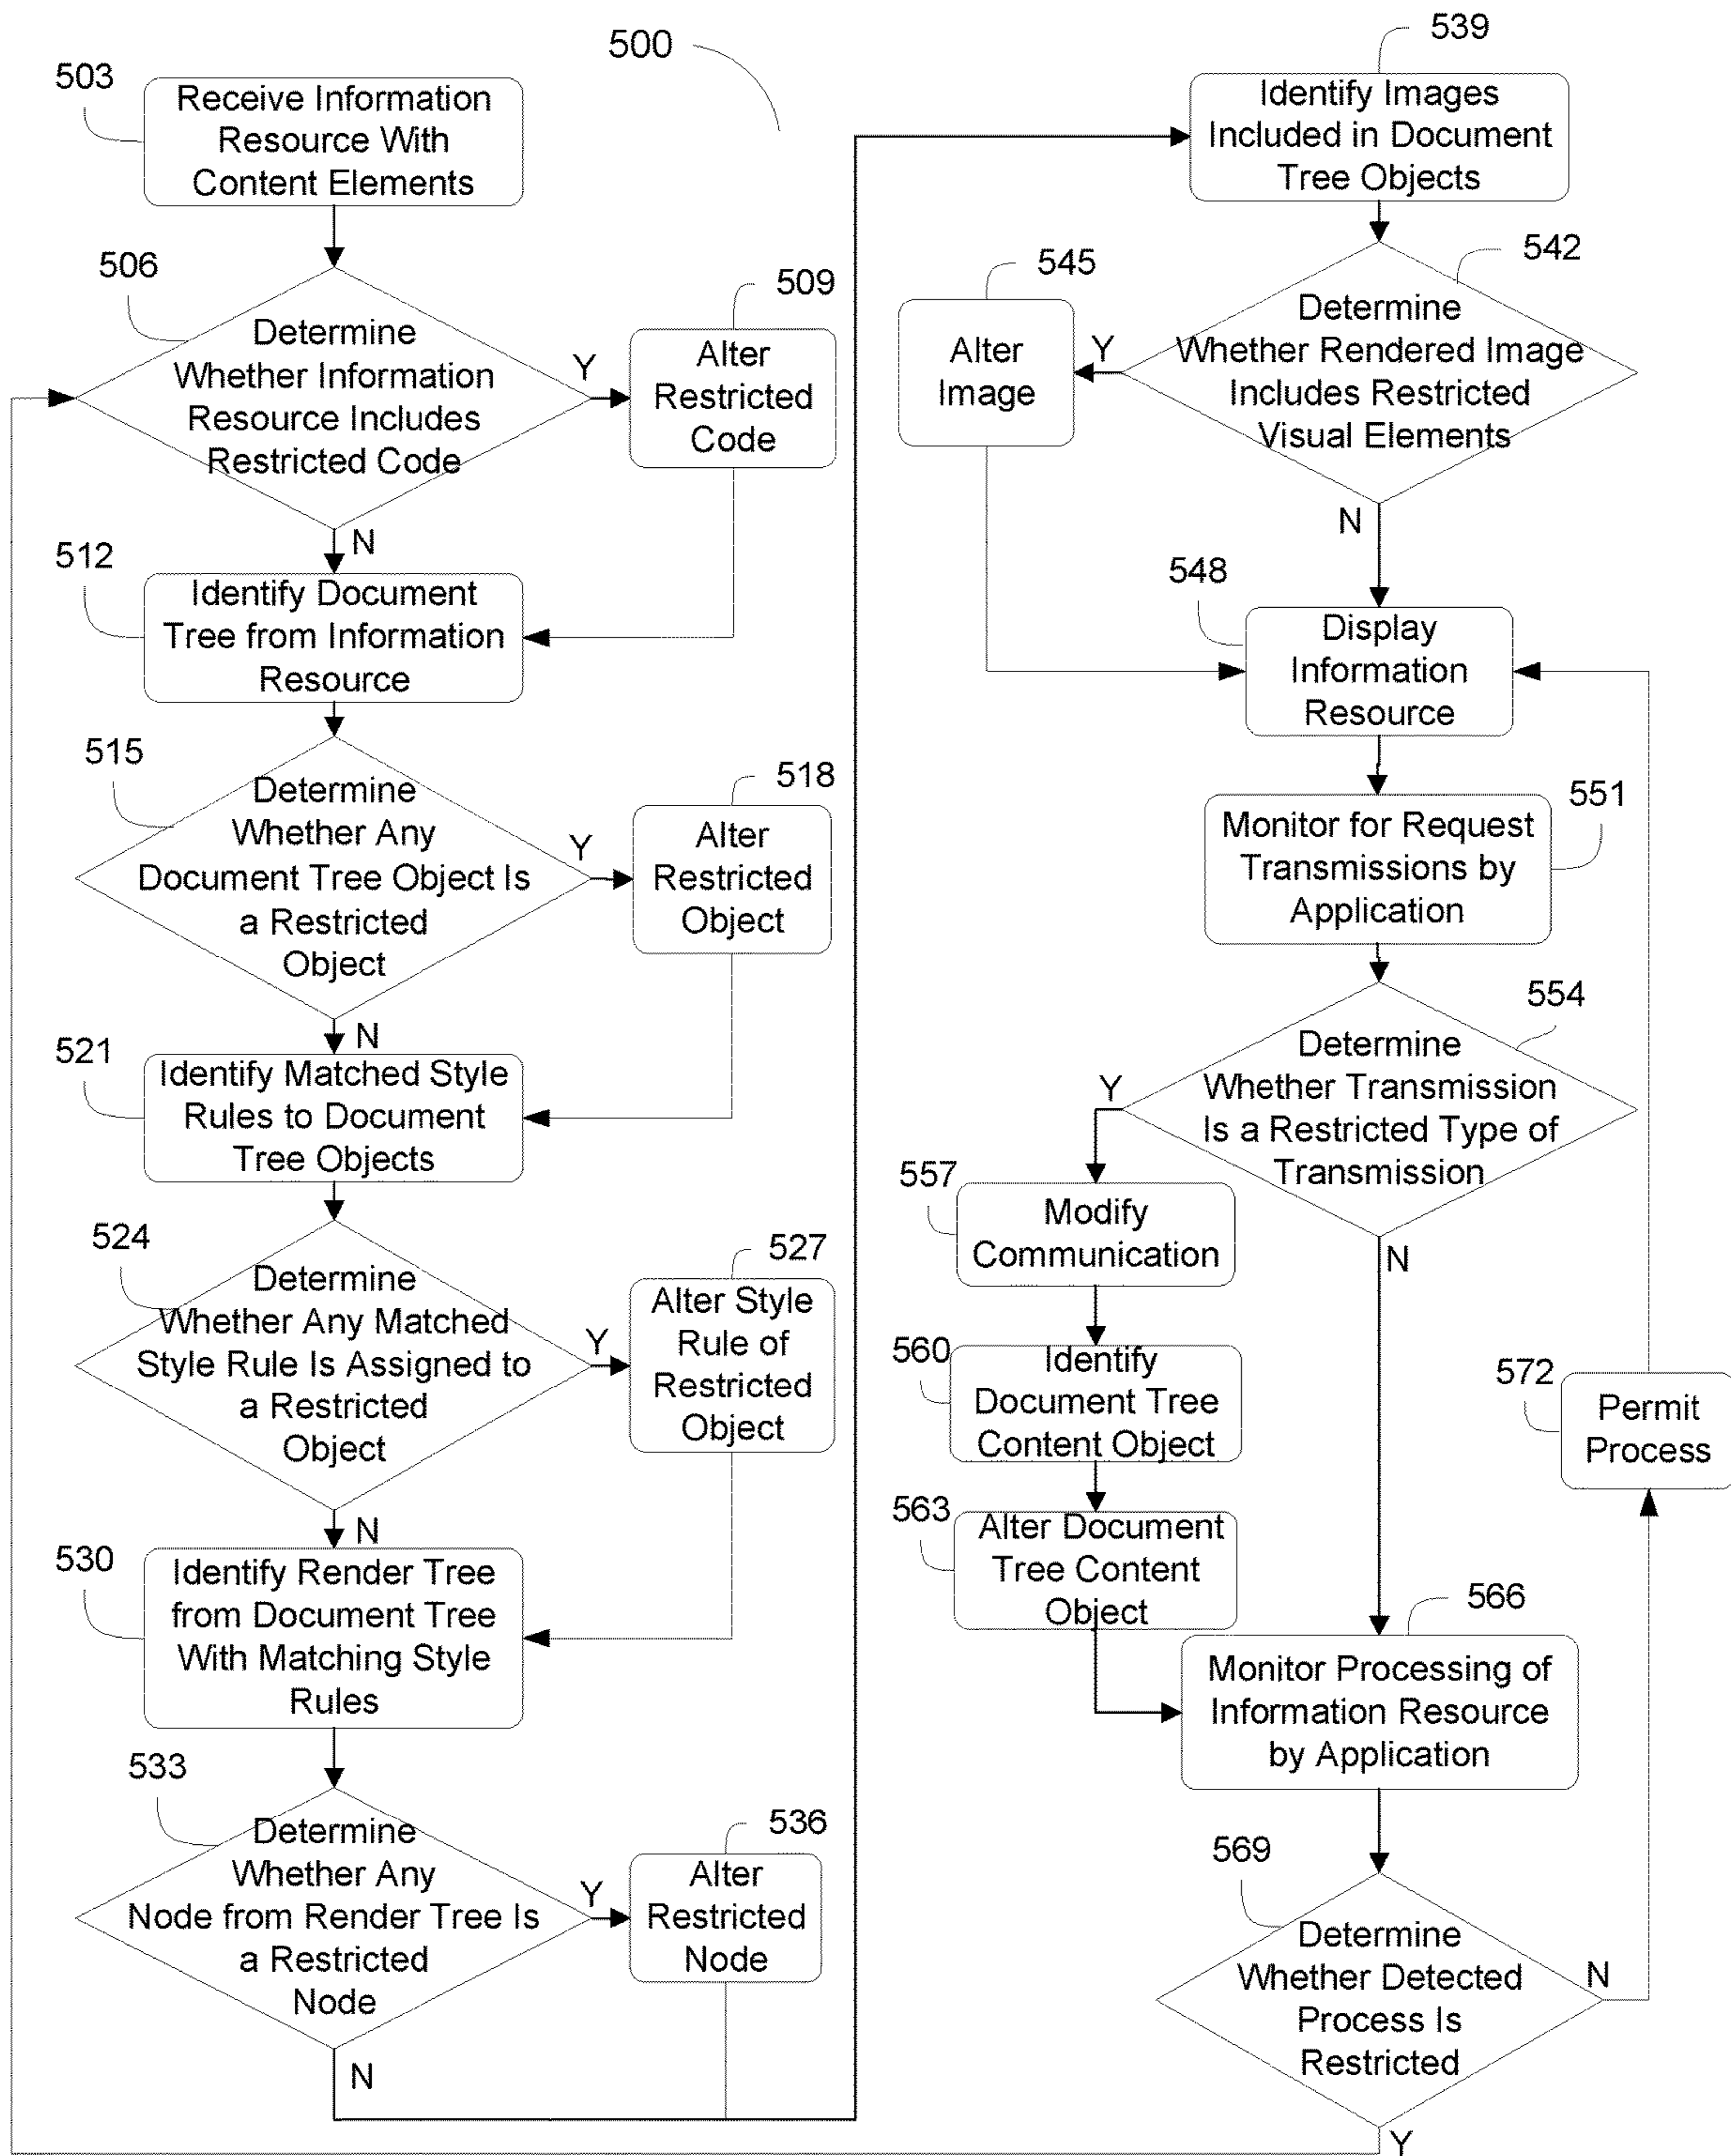 500
503
Receive Information
Resource With
Content Elements
506
Determine
Whether Information
Resource Includes
Restricted Code
Y
N
509
Alter
Restricted
Code
512
Identify Document
Tree from Information
Resource
515
Determine
Whether Any
Document Tree Object Is
a Restricted
Object
Y
N
518
Alter
Restricted
Object
521
Identify Matched Style
Rules to Document
Tree Objects
524
Determine
Whether Any Matched
Style Rule Is Assigned to
a Restricted
Object
Y
N
527
Alter Style
Rule of
Restricted
Object
530
Identify Render Tree
from Document Tree
With Matching Style
Rules
533
Determine
Whether Any
Node from Render Tree Is
a Restricted
Node
Y
N
536
Alter
Restricted
Node
539
Identify Images
Included in Document
Tree Objects
542
Determine
Whether Rendered Image
Includes Restricted
Visual Elements
Y
N
545
Alter
Image
548
Display
Information
Resource
551
Monitor for Request
Transmissions by
Application
554
Determine
Whether Transmission
Is a Restricted Type of
Transmission
Y
N
557
Modify
Communication
560
Identify
Document Tree
Content Object
563
Alter Document
Tree Content
Object
566
Monitor Processing of
Information Resource
by Application
569
Determine
Whether Detected
Process Is
Restricted
N
Y
572
Permit
Process